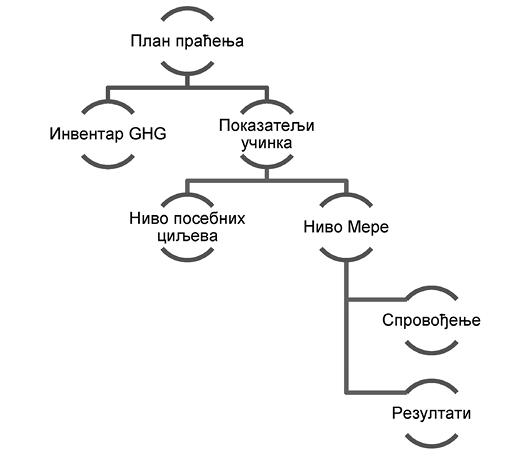 План праћења
Инвентар GHG
Показатељи
учинка
Ниво посебних
циљева
Ниво Мере
Спровођење
Резултати